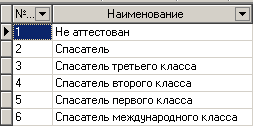 №... Наименование
1 Не аттестован
2 Спасатель
3 Спасатель третьего класса
4 Спасатель второго класса
5 Спасатель первого класса
6 Спасатель международного класса